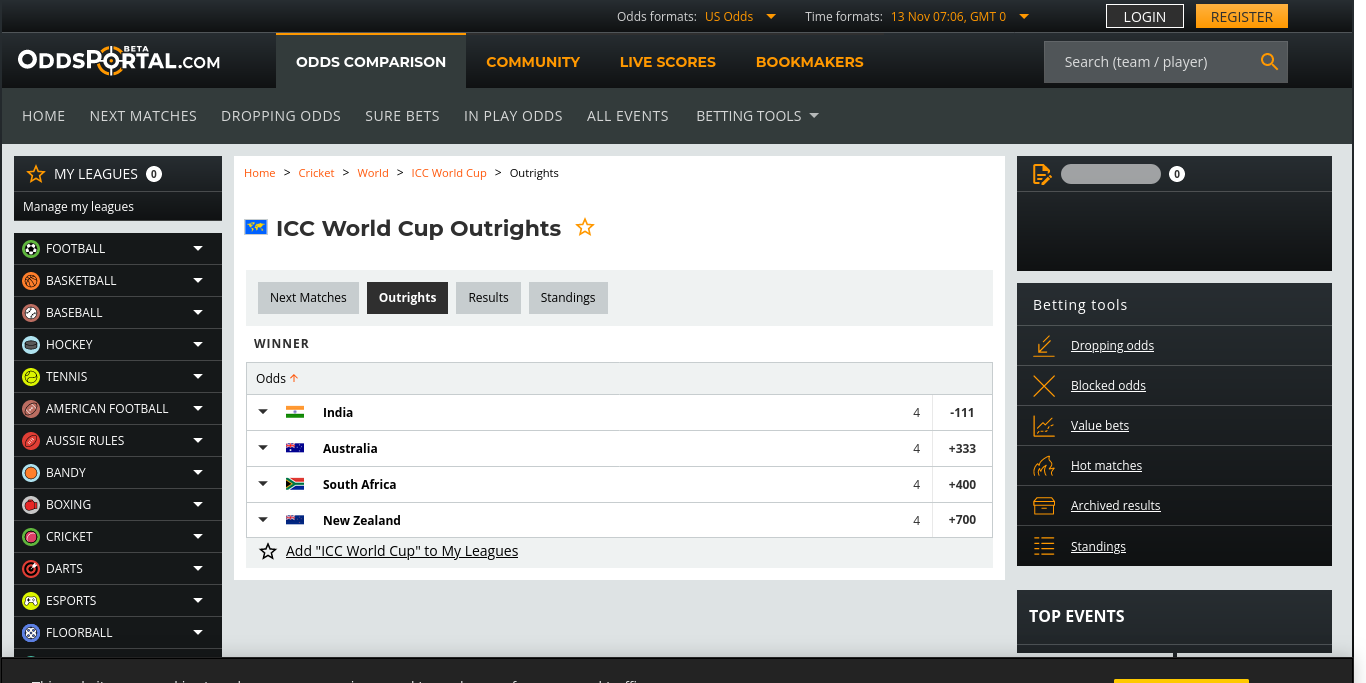 Odds formats: US Odds Time formats: 13 Nov 07:06, GMT 0 LOGIN REGISTER
ODDSPORTAL.COM BETA ODDS COMPARISON COMMUNITY LIVE SCORES BOOKMAKERS Search (team / player)
HOME NEXT MATCHES DROPPING ODDS SURE BETS IN PLAY ODDS ALL EVENTS BETTING TOOLS
MY LEAGUES 0
Manage my leagues
FOOTBALL
BASKETBALL
BASEBALL
HOCKEY
TENNIS
AMERICAN FOOTBALL
AUSSIE RULES
BANDY
BOXING
CRICKET
DARTS
ESPORTS
FLOORBALL
Home > Cricket > World > ICC World Cup > Outrights
ICC World Cup Outrights
Next Matches Outrights Results Standings
WINNER
Odds
India 4 -111
Australia 4 +333
South Africa 4 +400
New Zealand 4 +700
Add "ICC World Cup" to My Leagues
0
Betting tools
Dropping odds
Blocked odds
Value bets
Hot matches
Archived results
Standings
TOP EVENTS